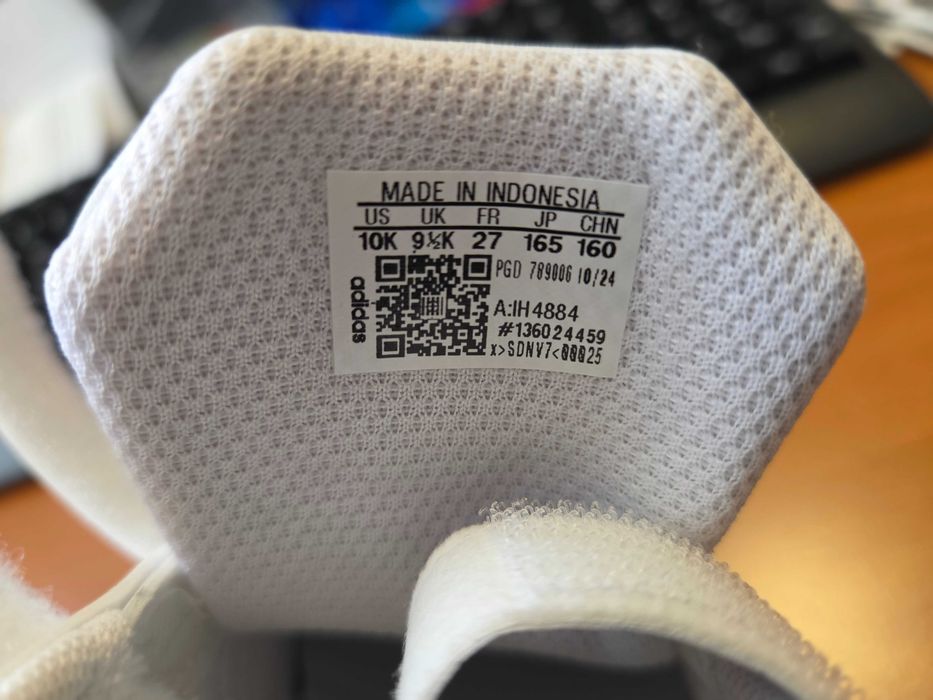 MADE IN INDONESIA
US UK FR JP CHN
10K 9½K 27 165 160
adidas
PGD 789006 10/24
A:IH4884
#136024459
x>SDNV7<00025